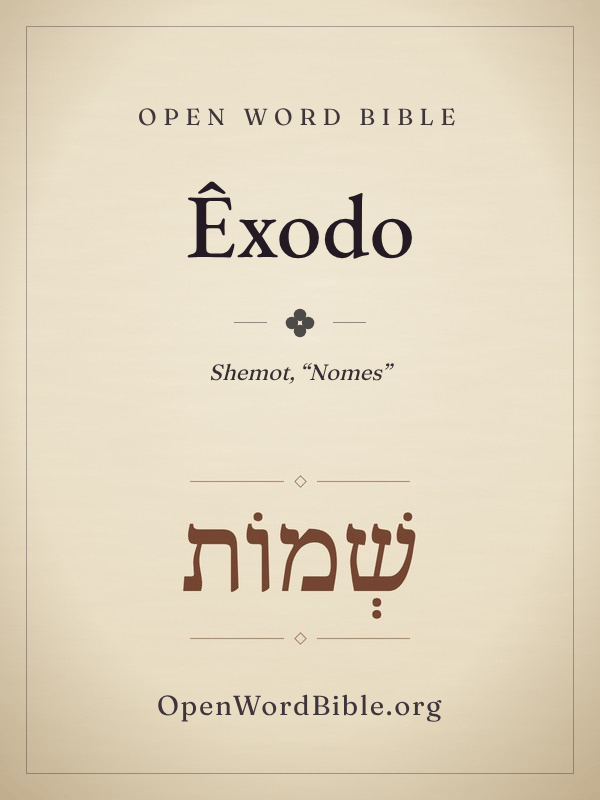 OPEN WORD BIBLE
Êxodo
Shemot, “Nomes”
שְׁמוֹת
OpenWordBible.org